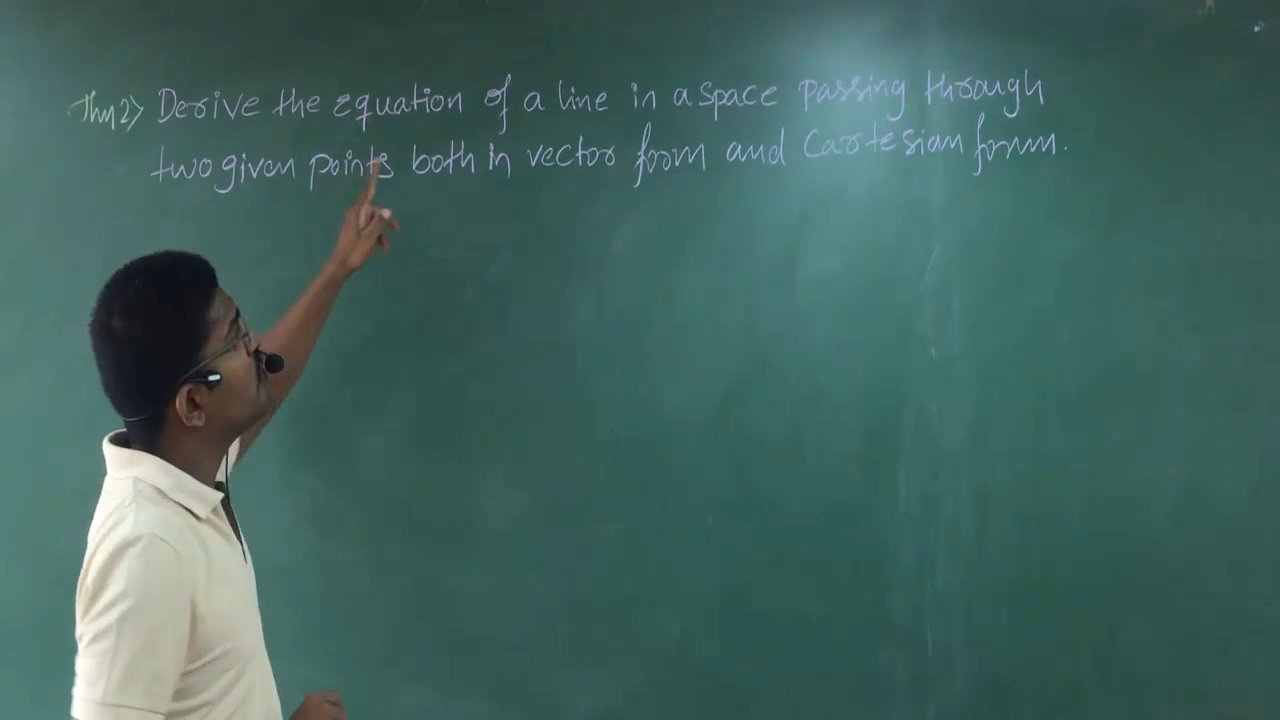 Thm 2) Derive the equation of a line in a space passing through
two given points both in vector form and Cartesian form.